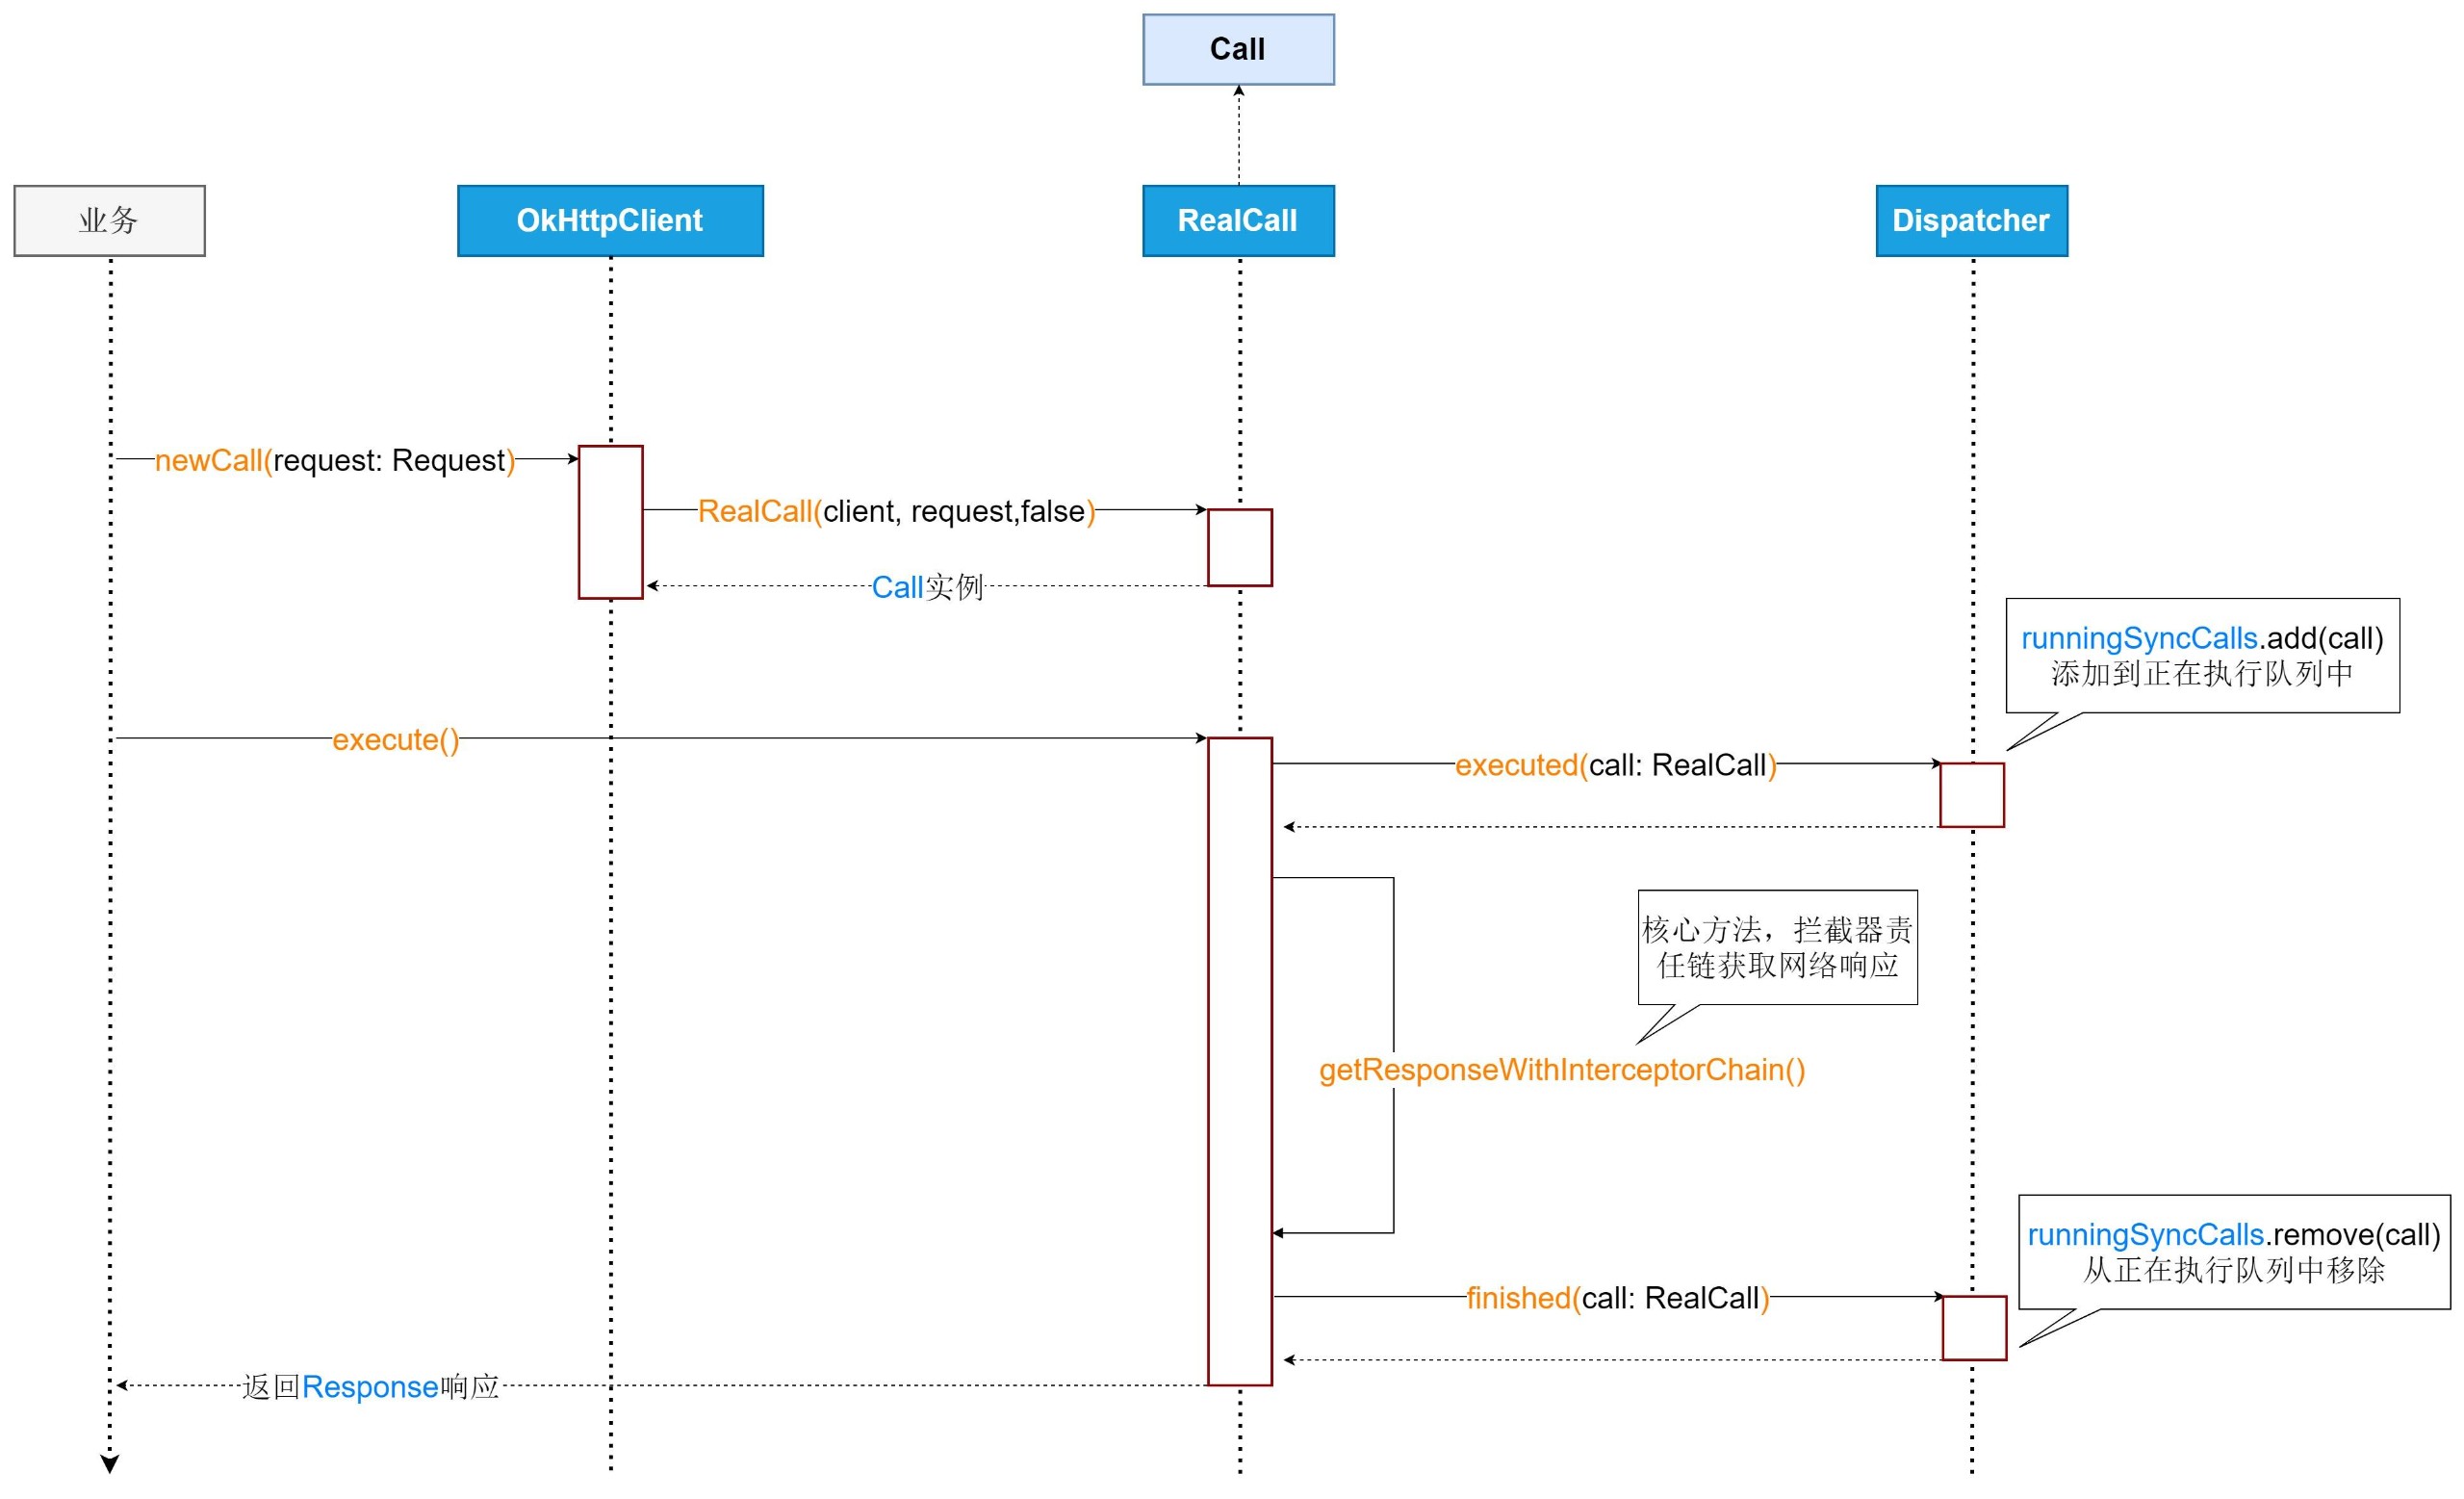 Call
业务
OkHttpClient
RealCall
Dispatcher
newCall(request: Request)
RealCall(client, request,false)
Call实例
runningSyncCalls.add(call)
添加到正在执行队列中
execute()
executed(call: RealCall)
核心方法，拦截器责
任链获取网络响应
getResponseWithInterceptorChain()
runningSyncCalls.remove(call)
从正在执行队列中移除
finished(call: RealCall)
返回Response响应